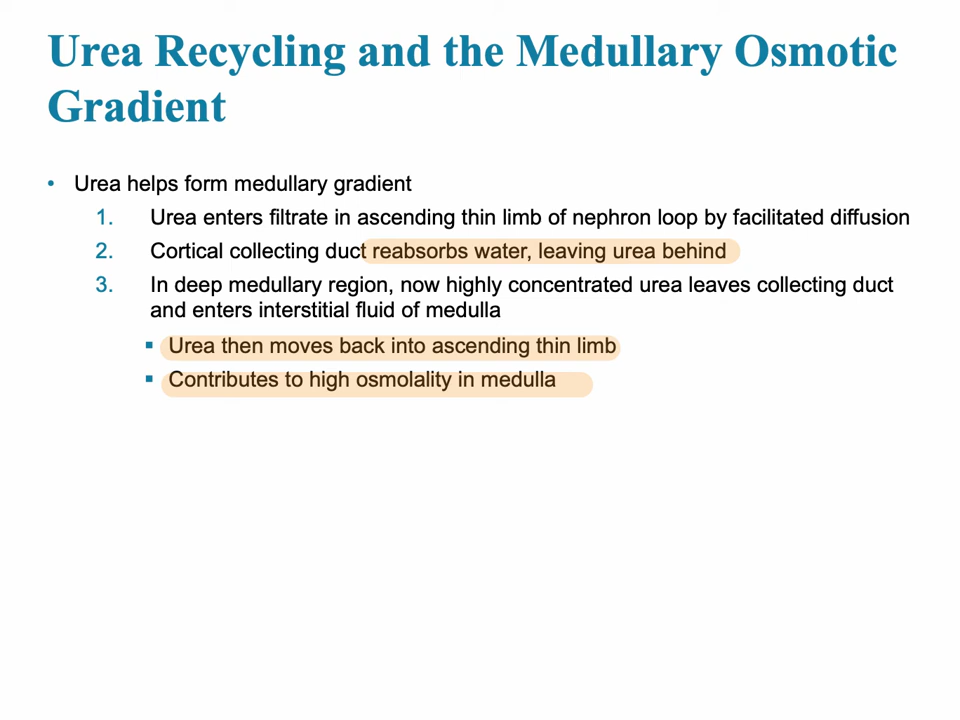 Urea Recycling and the Medullary Osmotic
Gradient
• Urea helps form medullary gradient
1. Urea enters filtrate in ascending thin limb of nephron loop by facilitated diffusion
2. Cortical collecting duct reabsorbs water, leaving urea behind
3. In deep medullary region, now highly concentrated urea leaves collecting duct
and enters interstitial fluid of medulla
▪ Urea then moves back into ascending thin limb
▪ Contributes to high osmolality in medulla